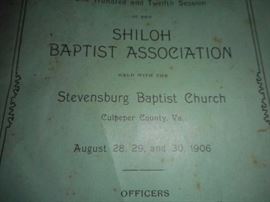 One Hundred and Twelfth Session
OF THE
SHILOH
BAPTIST ASSOCIATION
HELD WITH THE
Stevensburg Baptist Church
Culpeper County, Va.
August 28, 29, and 30, 1906
OFFICERS